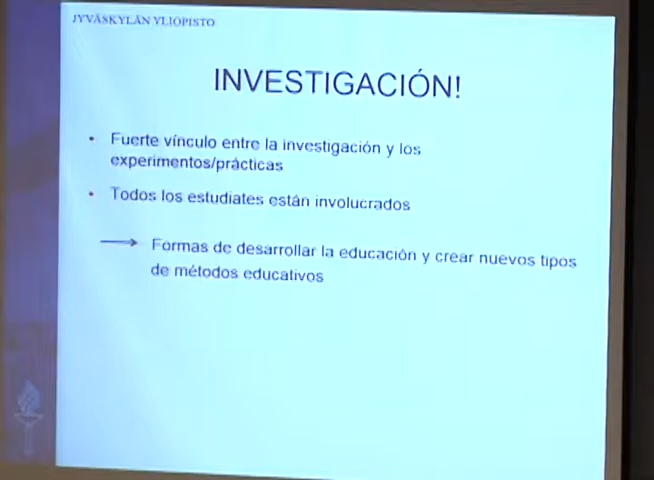 JYVÄSKYLÄN YLIOPISTO
INVESTIGACIÓN!
• Fuerte vínculo entre la investigación y los
experimentos/prácticas
• Todos los estudiates están involucrados
→ Formas de desarrollar la educación y crear nuevos tipos
de métodos educativos